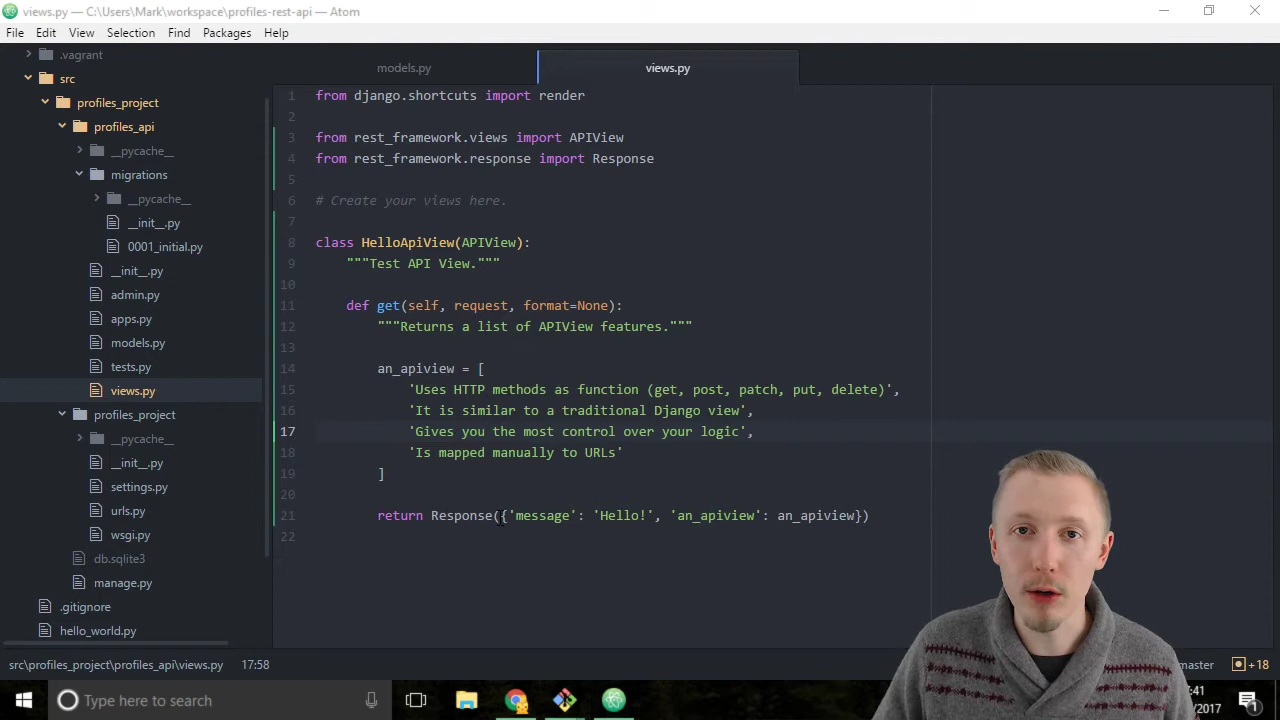 views.py — C:\Users\Mark\workspace\profiles-rest-api — Atom
File Edit View Selection Find Packages Help
.vagrant
src
profiles_project
profiles_api
__pycache__
migrations
__pycache__
__init__.py
0001_initial.py
__init__.py
admin.py
apps.py
models.py
tests.py
views.py
profiles_project
__pycache__
__init__.py
settings.py
urls.py
wsgi.py
db.sqlite3
manage.py
.gitignore
hello_world.py
models.py
views.py
1 from django.shortcuts import render
2
3 from rest_framework.views import APIView
4 from rest_framework.response import Response
5
6 # Create your views here.
7
8 class HelloApiView(APIView):
9 """Test API View."""
10
11 def get(self, request, format=None):
12 """Returns a list of APIView features."""
13
14 an_apiview = [
15 'Uses HTTP methods as function (get, post, patch, put, delete)',
16 'It is similar to a traditional Django view',
17 'Gives you the most control over your logic',
18 'Is mapped manually to URLs'
19 ]
20
21 return Response({'message': 'Hello!', 'an_apiview': an_apiview})
22
src\profiles_project\profiles_api\views.py 17:58 master +18
Type here to search
:41
/2017
1